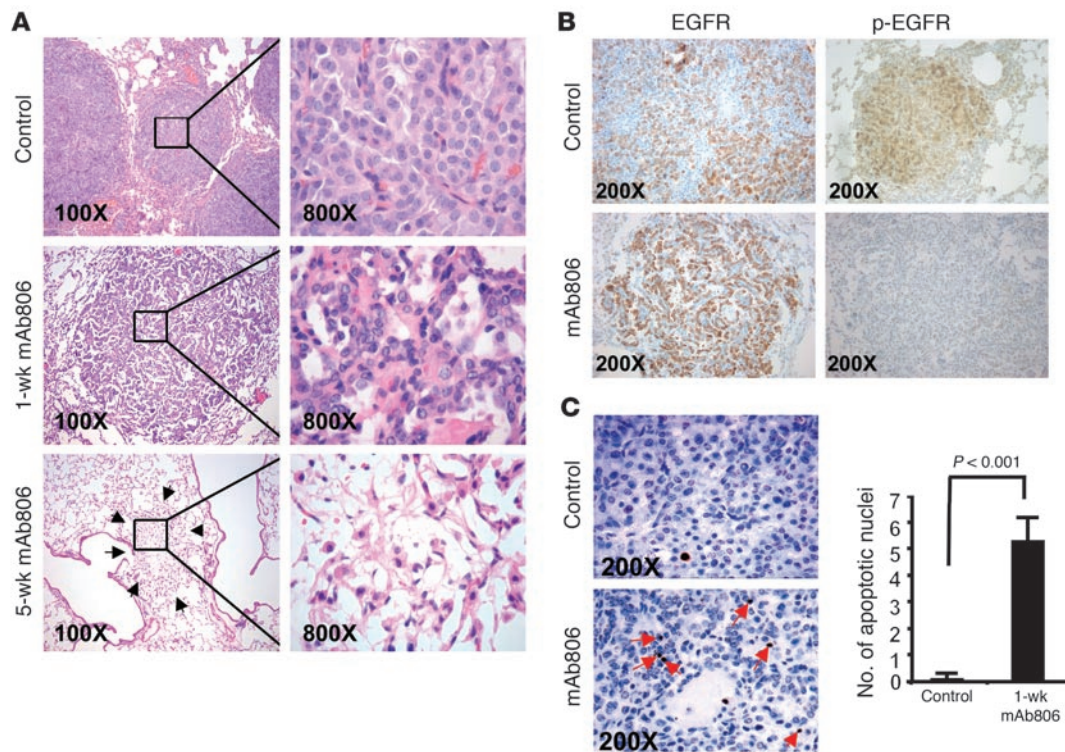 A
Control
100X
800X
1-wk mAb806
100X
800X
5-wk mAb806
100X
800X
B
EGFR
p-EGFR
Control
200X
200X
mAb806
200X
200X
C
Control
200X
mAb806
200X
P < 0.001
No. of apoptotic nuclei
7
6
5
4
3
2
1
0
Control
1-wk
mAb806